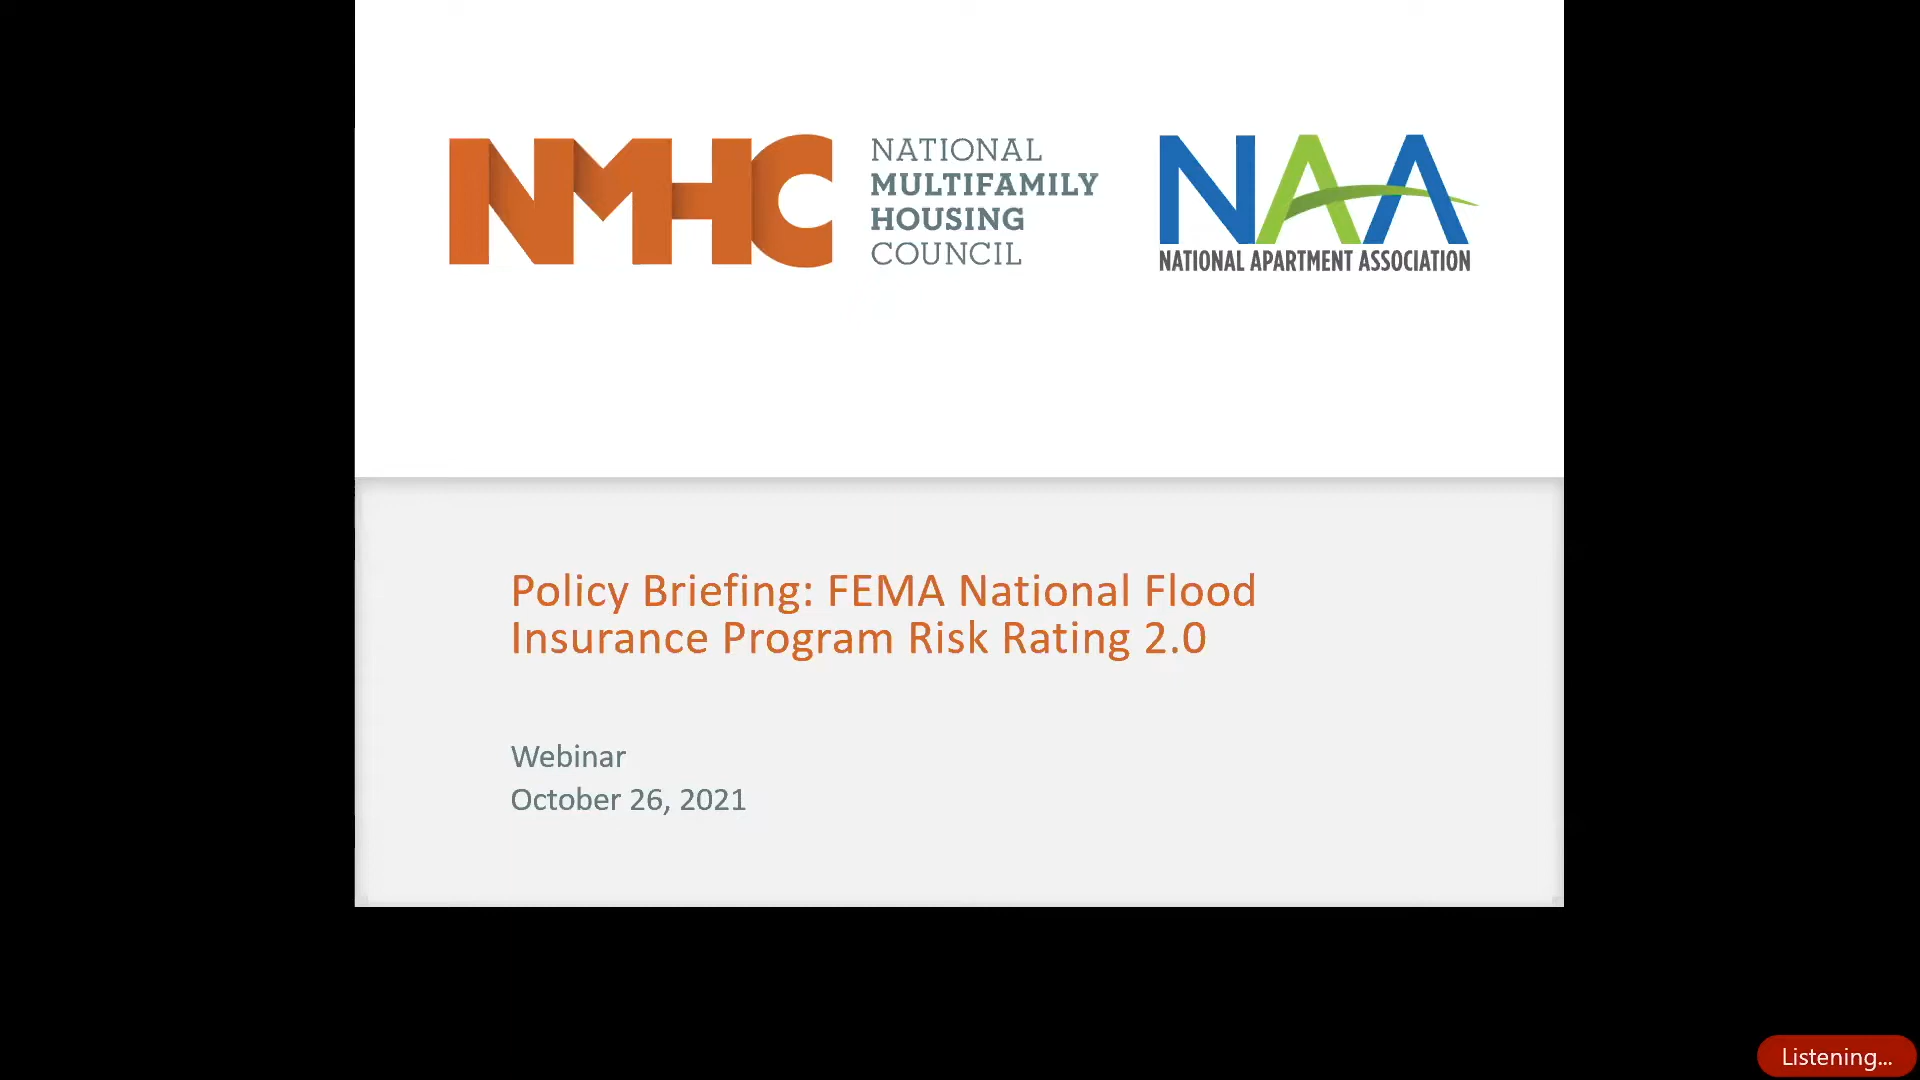 NMHC
NATIONAL
MULTIFAMILY
HOUSING
COUNCIL
NAA
NATIONAL APARTMENT ASSOCIATION
Policy Briefing: FEMA National Flood
Insurance Program Risk Rating 2.0
Webinar
October 26, 2021
Listening...